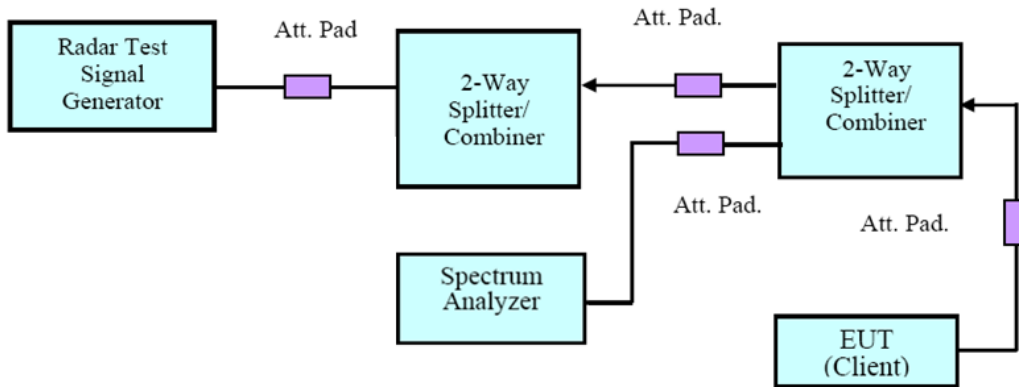 Radar Test
Signal
Generator
Att. Pad
2-Way
Splitter/
Combiner
Att. Pad.
2-Way
Splitter/
Combiner
Att. Pad.
Att. Pad.
Spectrum
Analyzer
EUT
(Client)